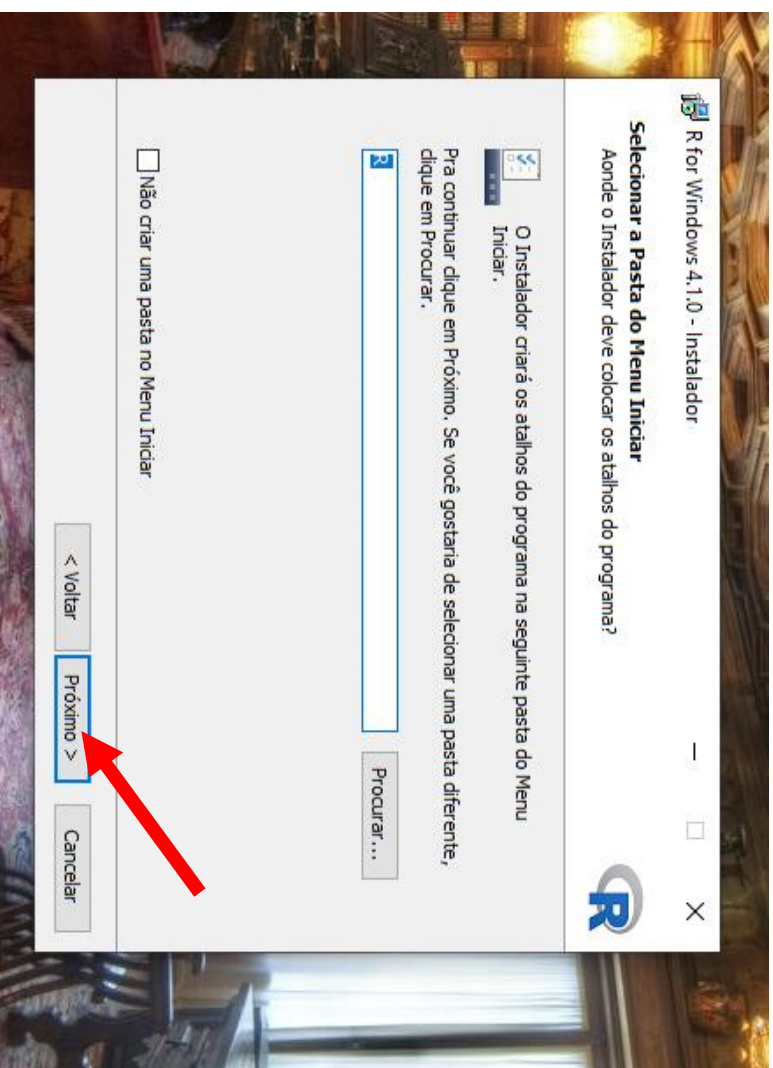 R for Windows 4.1.0 - Instalador
Selecionar a Pasta do Menu Iniciar
Aonde o Instalador deve colocar os atalhos do programa?
R
O Instalador criará os atalhos do programa na seguinte pasta do Menu
Iniciar.
Pra continuar clique em Próximo. Se você gostaria de selecionar uma pasta diferente,
clique em Procurar.
R
Procurar...
Não criar uma pasta no Menu Iniciar
< Voltar
Próximo >
Cancelar